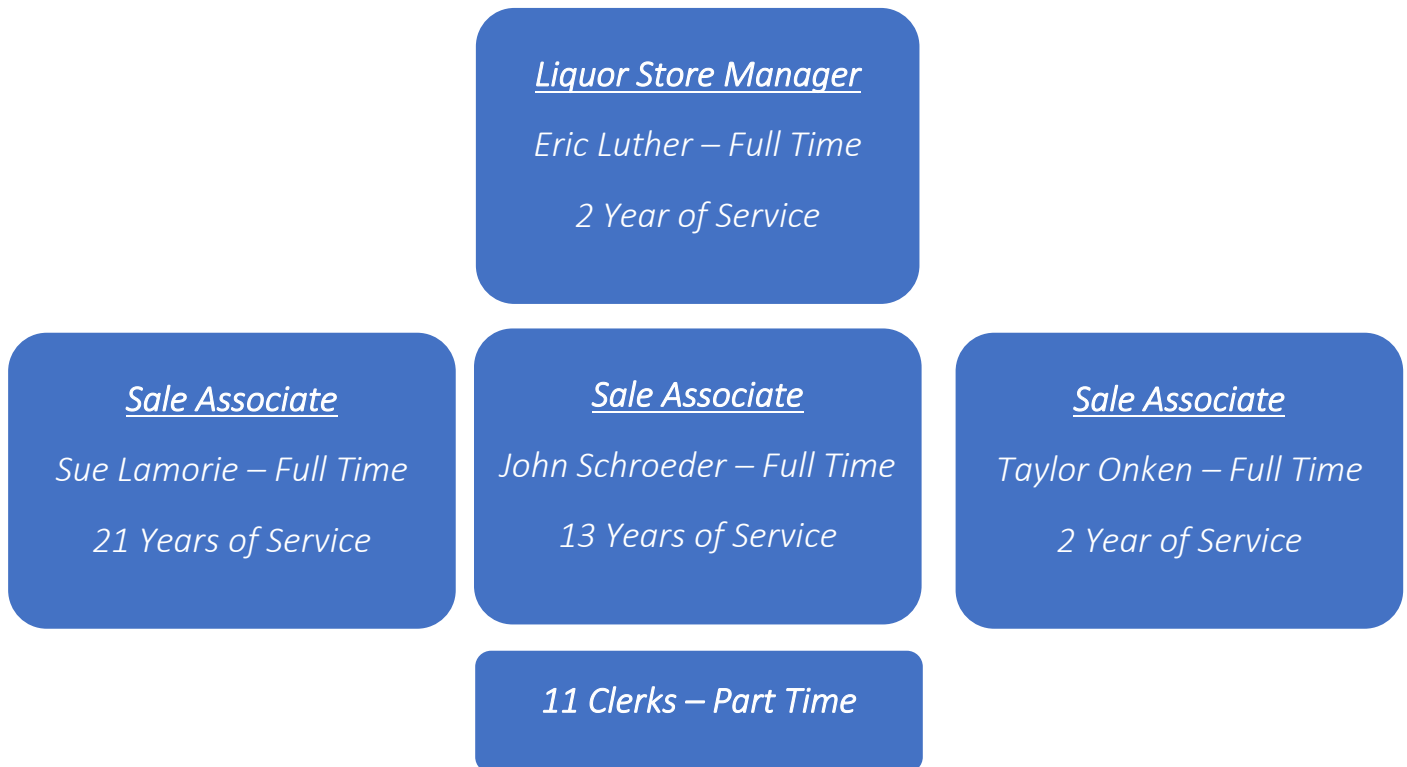 Liquor Store Manager
Eric Luther – Full Time
2 Year of Service
Sale Associate
Sue Lamorie – Full Time
21 Years of Service
Sale Associate
John Schroeder – Full Time
13 Years of Service
Sale Associate
Taylor Onken – Full Time
2 Year of Service
11 Clerks – Part Time